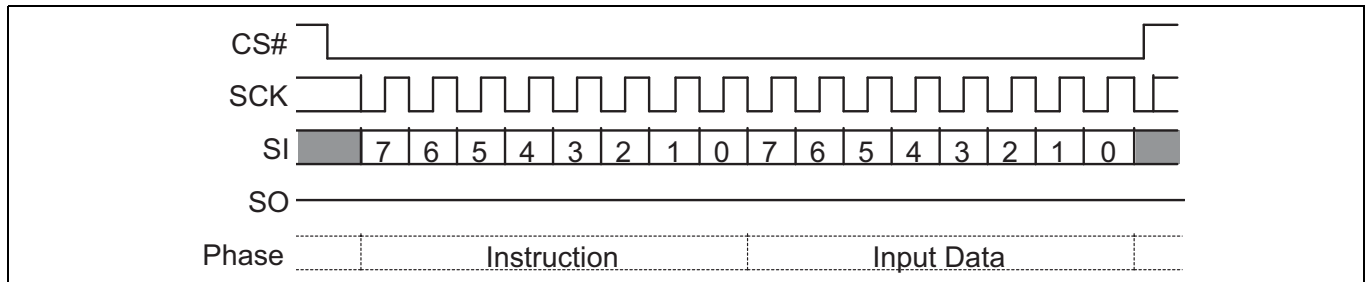 CS#
SCK
SI 7 6 5 4 3 2 1 0 7 6 5 4 3 2 1 0
SO
Phase Instruction Input Data